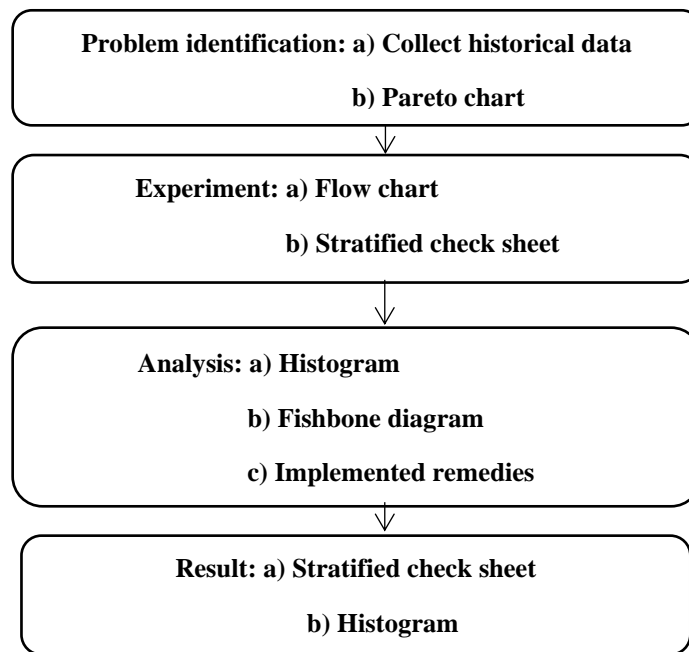 Problem identification: a) Collect historical data
b) Pareto chart
Experiment: a) Flow chart
b) Stratified check sheet
Analysis: a) Histogram
b) Fishbone diagram
c) Implemented remedies
Result: a) Stratified check sheet
b) Histogram